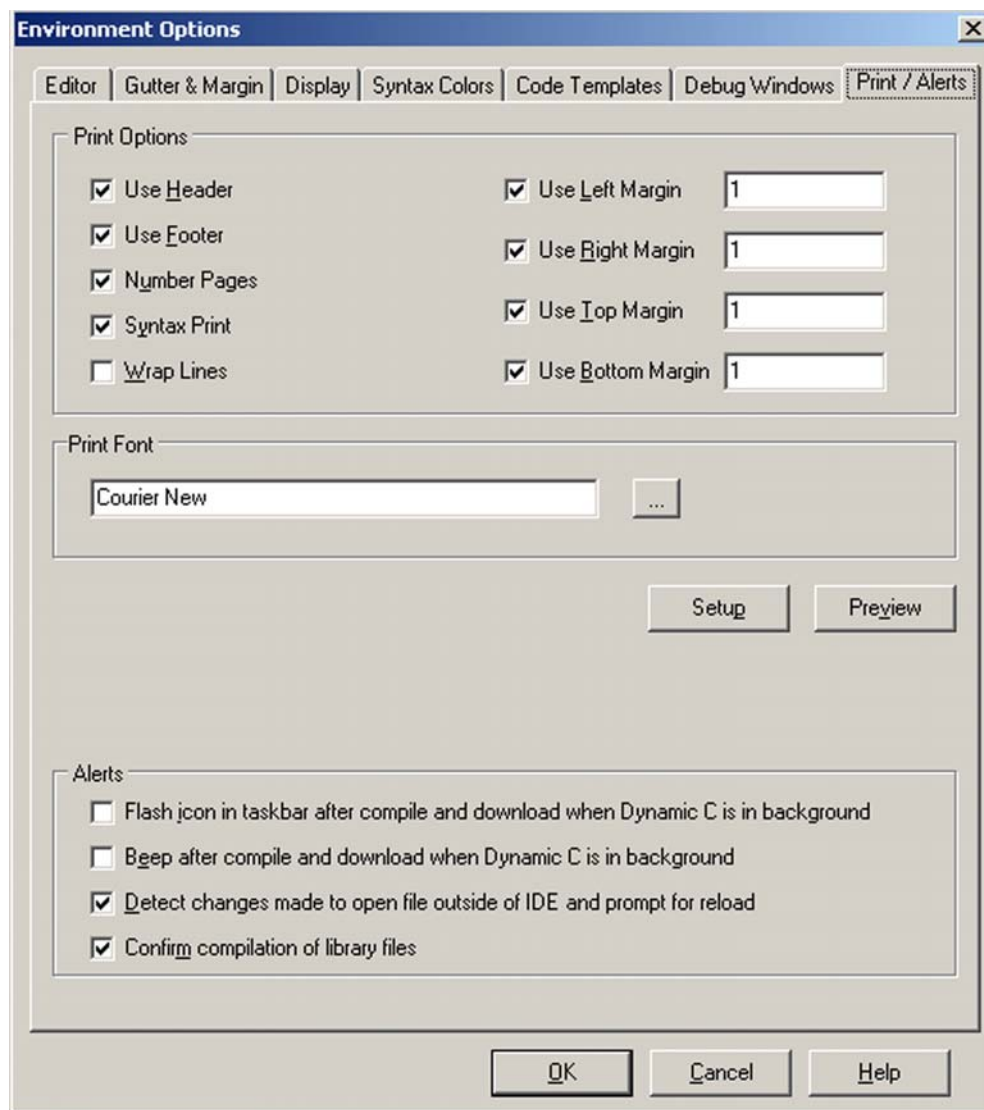 Environment Options
Editor Gutter & Margin Display Syntax Colors Code Templates Debug Windows Print / Alerts
Print Options
Use Header
Use Footer
Number Pages
Syntax Print
Wrap Lines
Use Left Margin 1
Use Right Margin 1
Use Top Margin 1
Use Bottom Margin 1
Print Font
Courier New
...
Setup Preview
Alerts
Flash icon in taskbar after compile and download when Dynamic C is in background
Beep after compile and download when Dynamic C is in background
Detect changes made to open file outside of IDE and prompt for reload
Confirm compilation of library files
OK Cancel Help